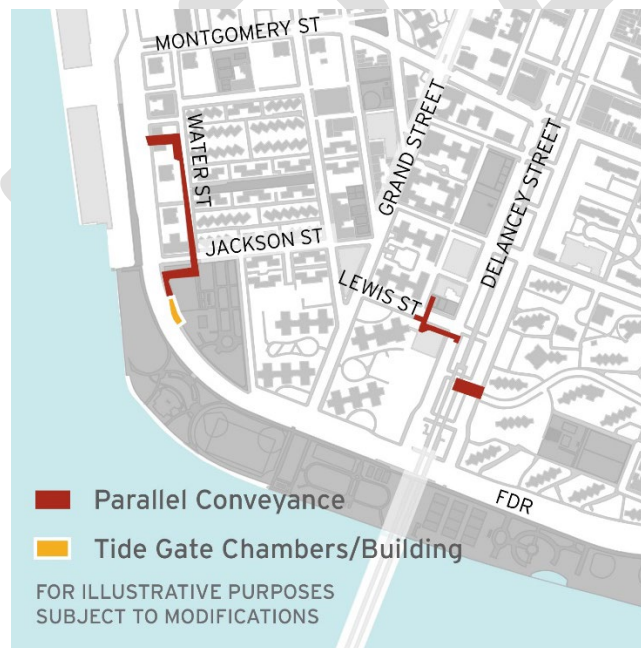 MONTGOMERY ST
WATER ST
GRAND STREET
DELANCEY STREET
JACKSON ST
LEWIS ST
FDR
Parallel Conveyance
Tide Gate Chambers/Building
FOR ILLUSTRATIVE PURPOSES
SUBJECT TO MODIFICATIONS